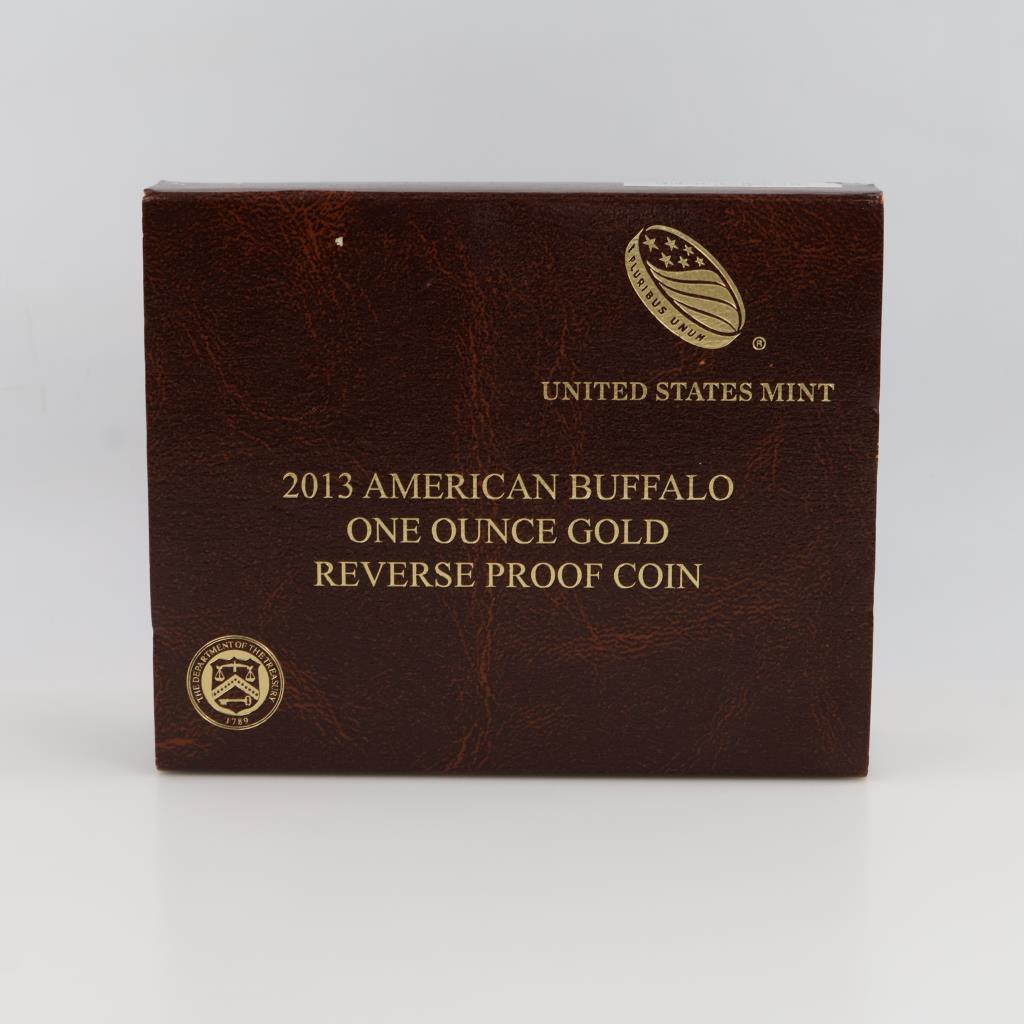 E PLURIBUS UNUM
®
UNITED STATES MINT
2013 AMERICAN BUFFALO
ONE OUNCE GOLD
REVERSE PROOF COIN
THE DEPARTMENT OF THE TREASURY
1789